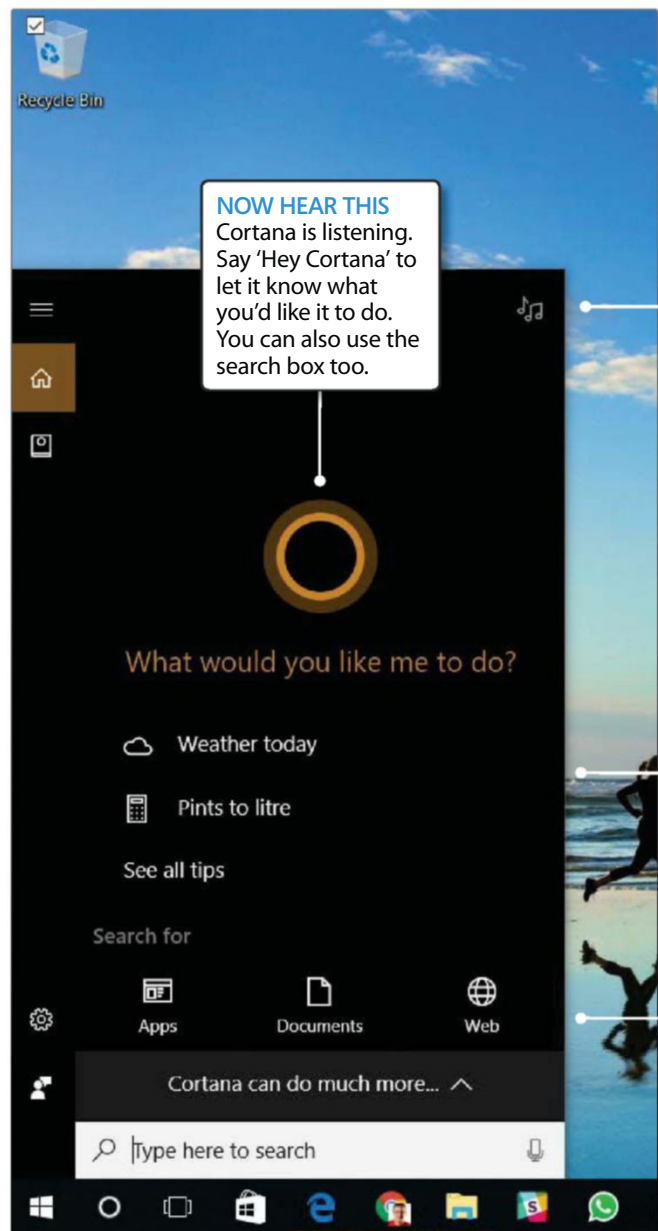 Recycle Bin
NOW HEAR THIS
Cortana is listening.
Say ‘Hey Cortana’ to
let it know what
you’d like it to do.
You can also use the
search box too.
What would you like me to do?
Weather today
Pints to litre
See all tips
Search for
Apps
Documents
Web
Cortana can do much more...
Type here to search